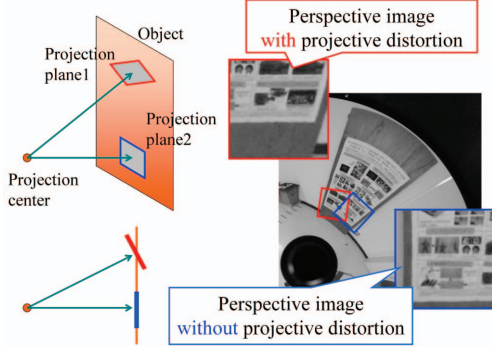 Object
Projection
plane1
Projection
plane2
Projection
center
Perspective image
with projective distortion
Perspective image
without projective distortion